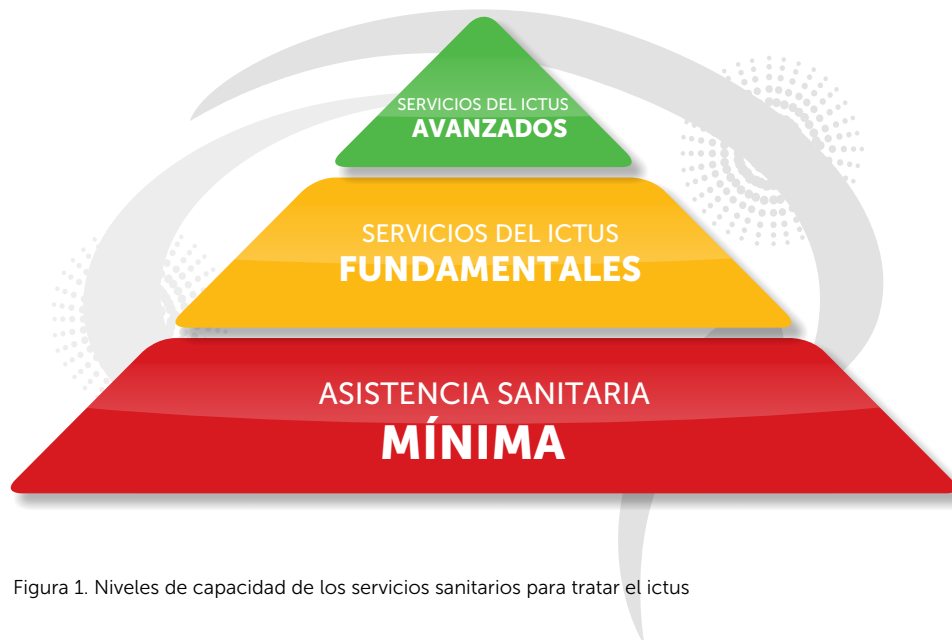 SERVICIOS DEL ICTUS
AVANZADOS
SERVICIOS DEL ICTUS
FUNDAMENTALES
ASISTENCIA SANITARIA
MÍNIMA
Figura 1. Niveles de capacidad de los servicios sanitarios para tratar el ictus